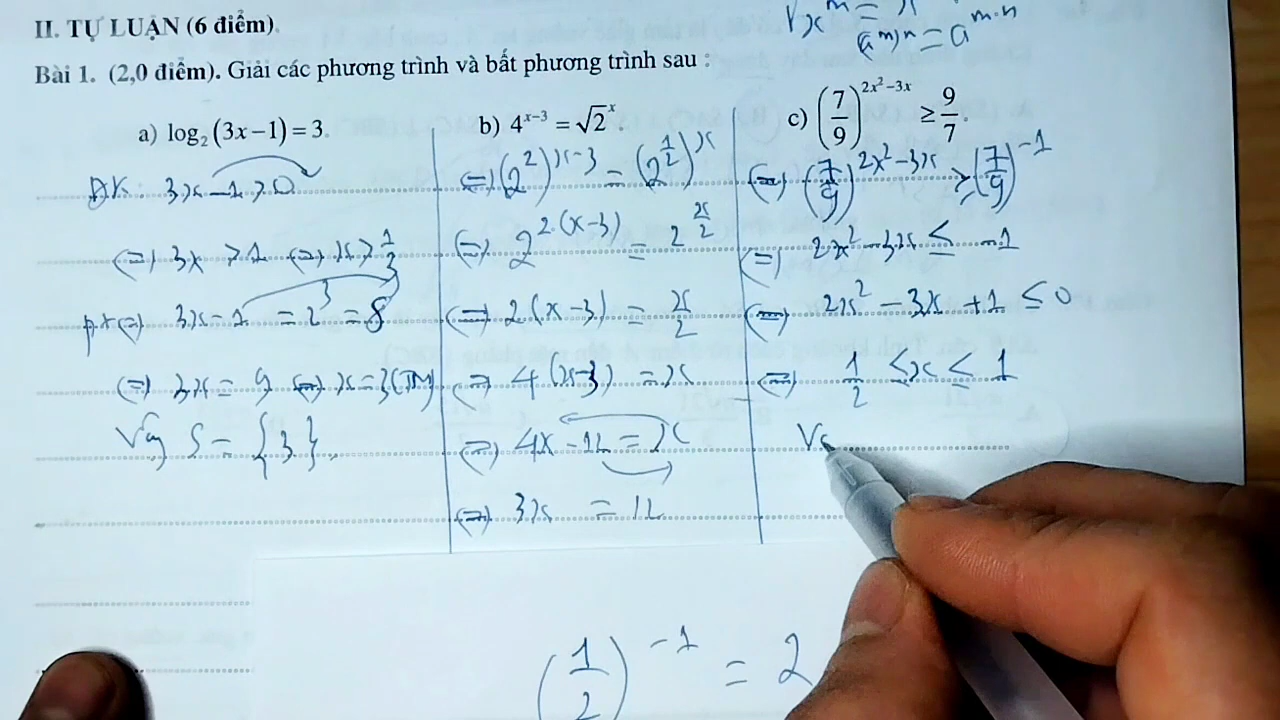 II. TỰ LUẬN (6 điểm).
= a^{m.n}
Bài 1. (2,0 điểm). Giải các phương trình và bất phương trình sau :
a) log₂(3x−1) = 3.
ĐK: 3x − 1 > 0
⇔ 3x > 1 ⇔ x > 1/3
pt ⇔ 3x − 1 = 2³ = 8
⇔ 3x = 9 ⇔ x = 3 (TM)
Vậy S = {3}.
b) 4^{x−3} = √2^x.
⇔ (2²)^{x−3} = (2^{1/2})^x
⇔ 2^{2.(x−3)} = 2^{x/2}
⇔ 2(x−3) = x/2
⇔ 4(x−3) = x
⇔ 4x − 12 = x
⇔ 3x = 12
c) (7/9)^{2x²−3x} ≥ 9/7.
⇔ (7/9)^{2x²−3x} ≥ (7/9)^{−1}
⇔ 2x² − 3x ≤ −1
⇔ 2x² − 3x + 1 ≤ 0
⇔ 1/2 ≤ x ≤ 1
(1/2)^{−1} = 2